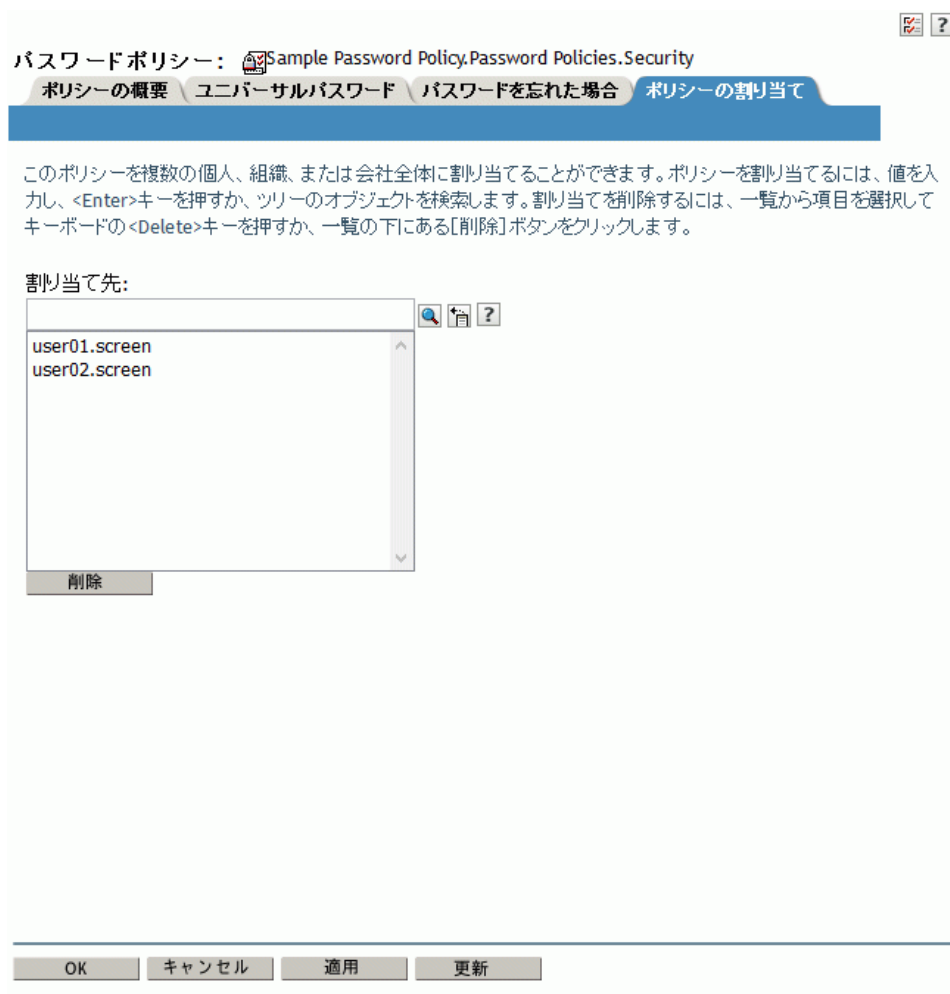 ?
パスワードポリシー: Sample Password Policy.Password Policies.Security
ポリシーの概要 ユニバーサルパスワード パスワードを忘れた場合 ポリシーの割り当て
このポリシーを複数の個人、組織、または会社全体に割り当てることができます。ポリシーを割り当てるには、値を入
力し、<Enter>キーを押すか、ツリーのオブジェクトを検索します。割り当てを削除するには、一覧から項目を選択して
キーボードの<Delete>キーを押すか、一覧の下にある[削除]ボタンをクリックします。
割り当て先:
?
user01.screen
user02.screen
削除
OK キャンセル 適用 更新